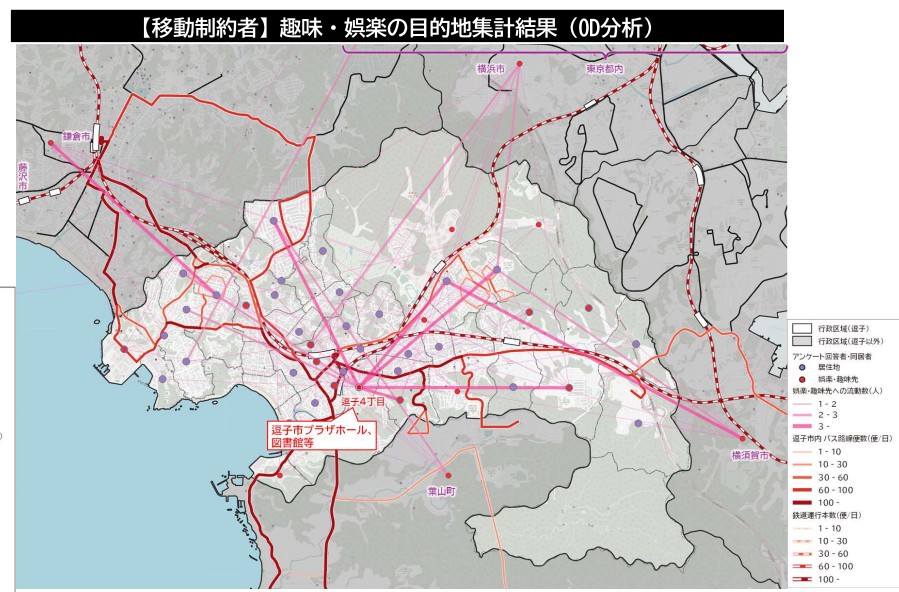 【移動制約者】趣味・娯楽の目的地集計結果（OD分析）
横浜市
東京都内
鎌倉市
藤沢市
逗子4丁目
逗子市プラザホール、
図書館等
横須賀市
葉山町
行政区域(逗子)
行政区域(逗子以外)
アンケート回答者・同居者
居住地
娯楽・趣味先
娯楽・趣味先への流動数(人)
1 - 2
2 - 3
3 -
逗子市内 バス路線便数(便/日)
1 - 10
10 - 30
30 - 60
60 - 100
100 -
鉄道運行本数(便/日)
1 - 10
10 - 30
30 - 60
60 - 100
100 -